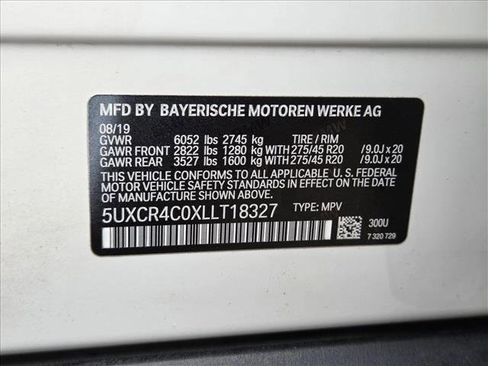 MFD BY BAYERISCHE MOTOREN WERKE AG
08/19
GVWR 6052 lbs 2745 kg TIRE / RIM
GAWR FRONT 2822 lbs 1280 kg WITH 275/45 R20 /9.0J x 20
GAWR REAR 3527 lbs 1600 kg WITH 275/45 R20 /9.0J x 20
THIS VEHICLE CONFORMS TO ALL APPLICABLE U.S. FEDERAL
MOTOR VEHICLE SAFETY STANDARDS IN EFFECT ON THE DATE
OF MANUFACTURE SHOWN ABOVE.
5UXCR4C0XLLT18327 TYPE: MPV
300U
7 320 729